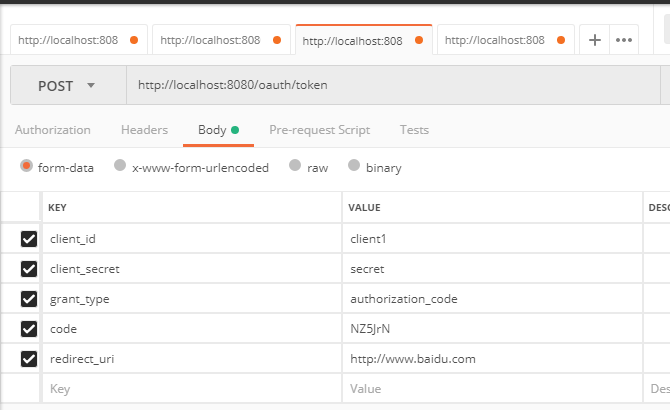 http://localhost:808 http://localhost:808 http://localhost:808 http://localhost:808
POST http://localhost:8080/oauth/token
Authorization Headers Body Pre-request Script Tests
form-data x-www-form-urlencoded raw binary
KEY VALUE DESC
client_id client1
client_secret secret
grant_type authorization_code
code NZ5JrN
redirect_uri http://www.baidu.com
Key Value Des